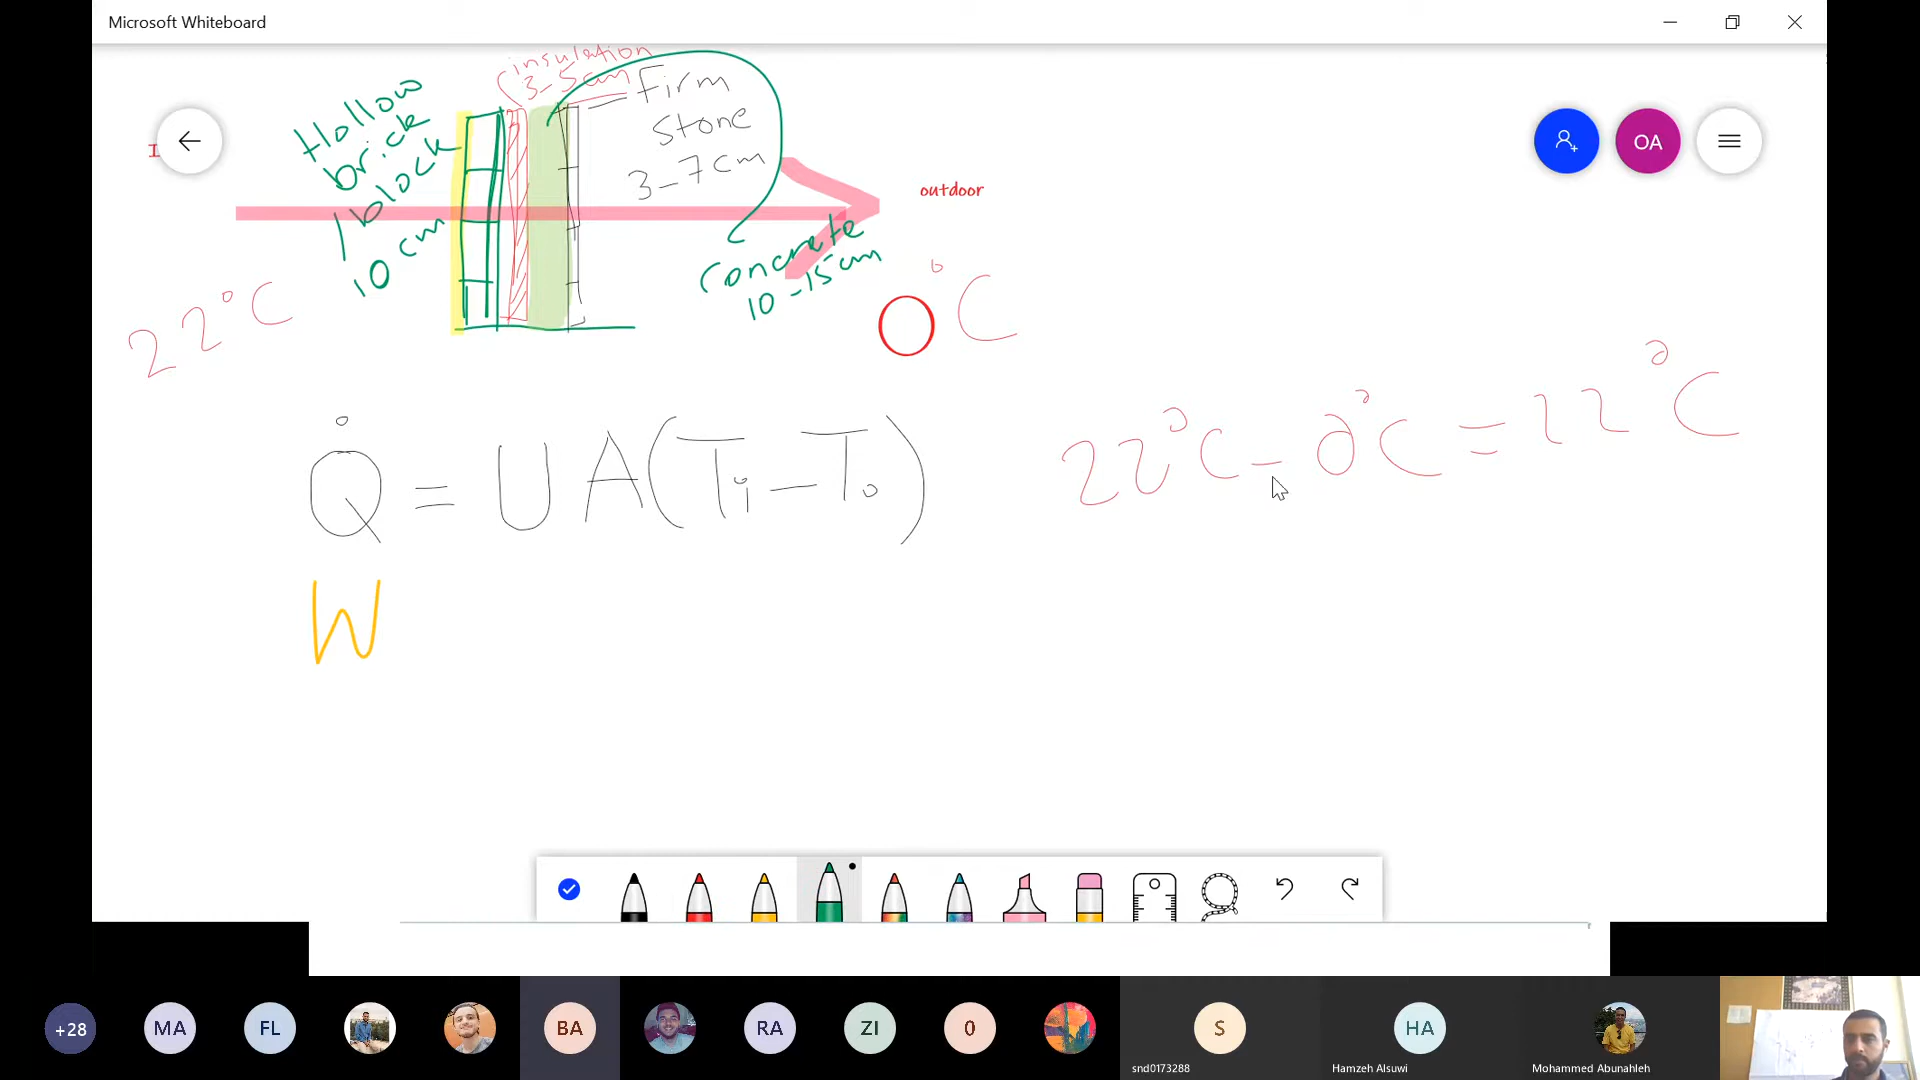 Microsoft Whiteboard
insulation
3-5cm
Hollow
brick
block
10 cm
Firm
stone
3-7cm
OA
outdoor
concrete
10-15cm
22°C
0°C
Q̇ = UA(Ti - To)
22°C - 0°C = 22°C
W
+28
MA
FL
BA
RA
ZI
0
S
HA
snd0173288
Hamzeh Alsuwi
Mohammed Abunahleh